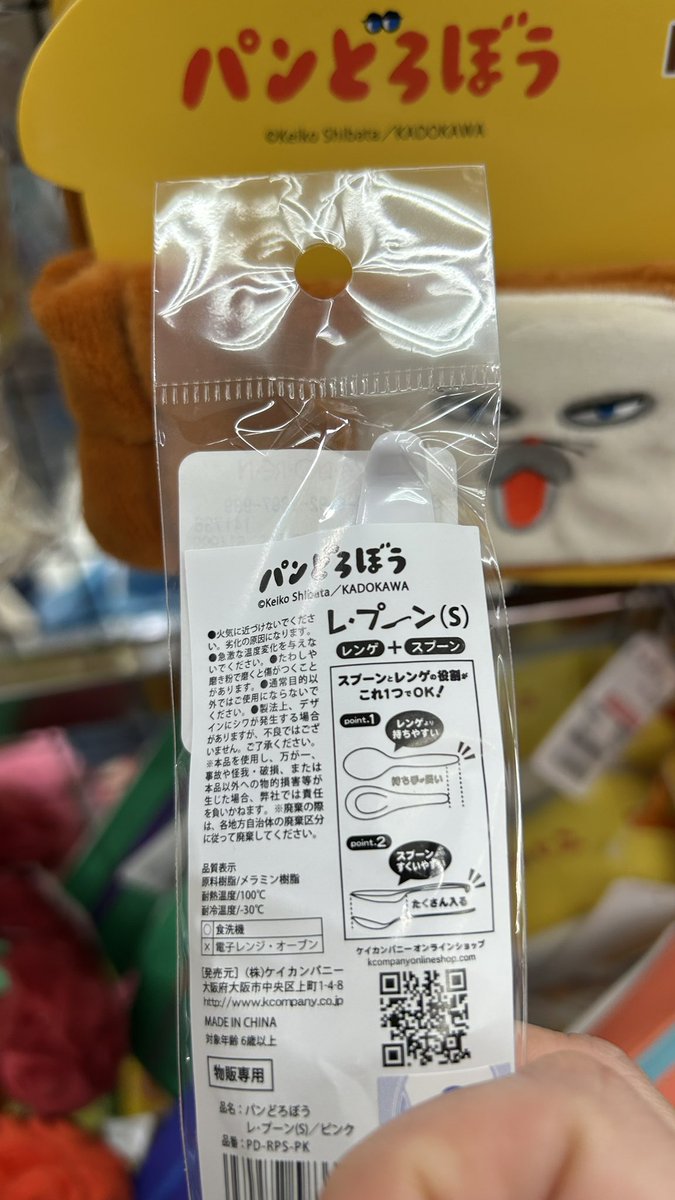 パンどろぼう
©Keiko Shibata／KADOKAWA
パンどろぼう
©Keiko Shibata／KADOKAWA
レ・プーン(S)
レンゲ + スプーン
●火気に近づけないでくださ
い。劣化の原因になります。
●急激な温度変化を与えな
いでください。●たわしや
磨き粉で磨くと傷がつくこと
があります。●通常目的以
外ではご使用にならないで
ください。●製法上、デザ
インにシワが発生する場合
がありますが、不良ではござ
いません。ご了承ください。
※本品を使用し、万が一、
事故や怪我・破損、または
本品以外への物的損害等が
生じた場合、弊社では責任
を負いかねます。※廃棄の際
は、各地方自治体の廃棄区分
に従って廃棄してください。
スプーンとレンゲの役割が
これ1つでOK!
point.1
レンゲより
持ちやすい
持ち手が長い
point.2
スプーンより
すくいやすい
たくさん入る
品質表示
原料樹脂/メラミン樹脂
耐熱温度/100℃
耐冷温度/-30℃
○ 食洗機
× 電子レンジ・オーブン
ケイカンパニーオンラインショップ
kcompanyonlineshop.com
[発売元] (株)ケイカンパニー
大阪府大阪市中央区上町1-4-8
http://www.kcompany.co.jp
MADE IN CHINA
対象年齢 6歳以上
物販専用
品名：パンどろぼう
レ・プーン(S)／ピンク
品番：PD-RPS-PK